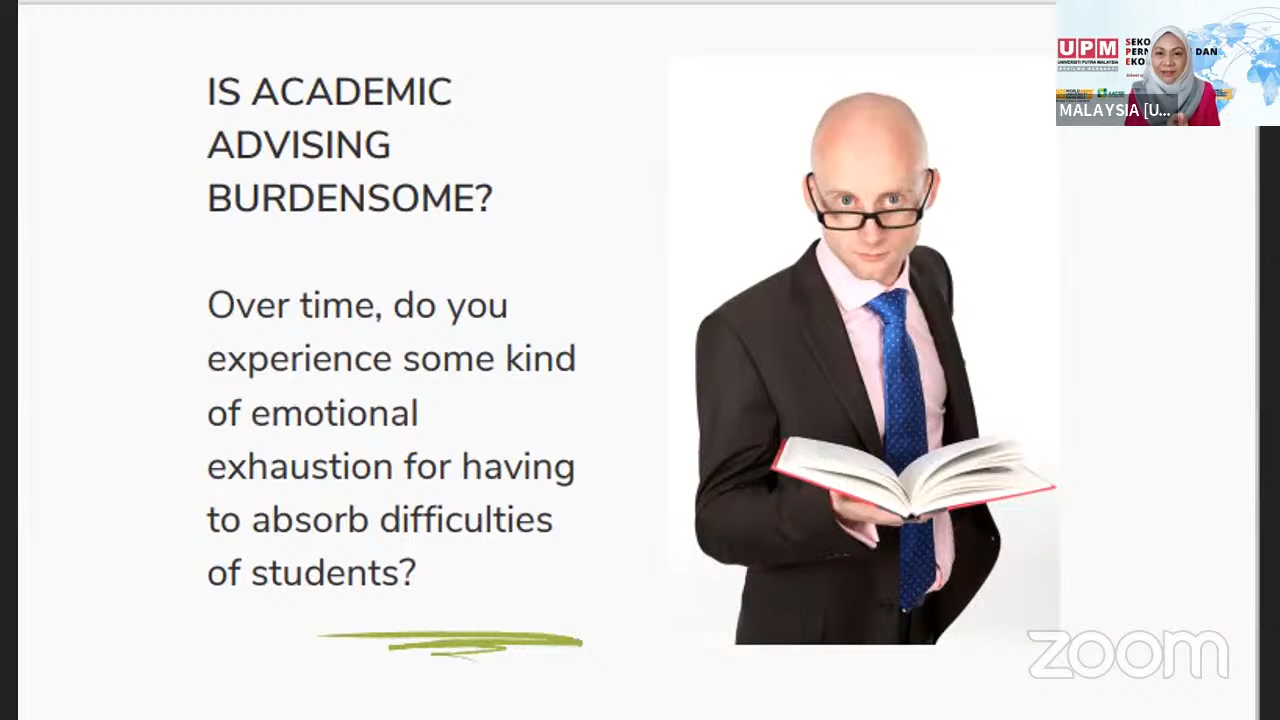 IS ACADEMIC
ADVISING
BURDENSOME?
Over time, do you
experience some kind
of emotional
exhaustion for having
to absorb difficulties
of students?
UPM
UNIVERSITI PUTRA MALAYSIA
SEKO
PERN
DAN
EKO
MALAYSIA [U...
zoom